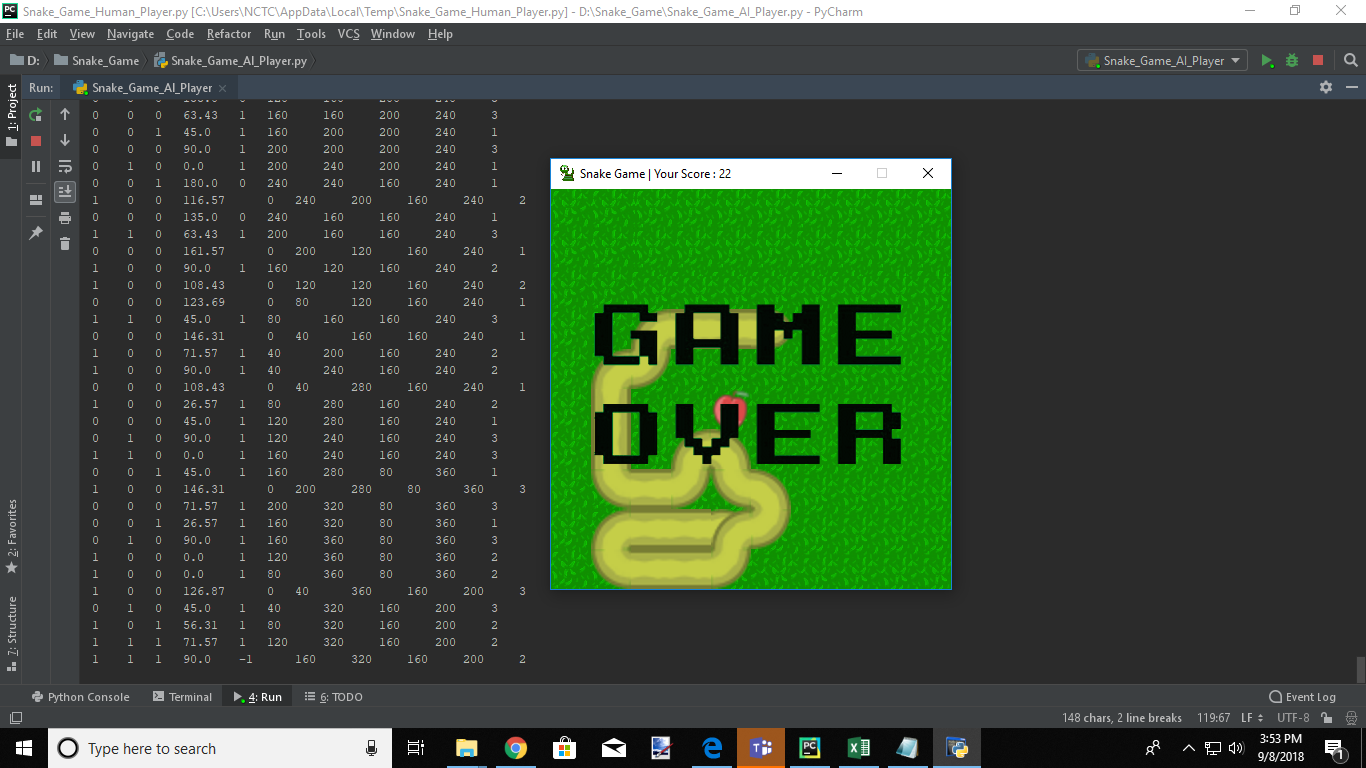 Snake_Game_Human_Player.py [C:\Users\NCTC\AppData\Local\Temp\Snake_Game_Human_Player.py] - D:\Snake_Game\Snake_Game_AI_Player.py - PyCharm
File Edit View Navigate Code Refactor Run Tools VCS Window Help
D: Snake_Game Snake_Game_AI_Player.py Snake_Game_AI_Player
Run: Snake_Game_AI_Player
1: Project
0 0 0 63.43 1 160 160 200 240 3
0 0 1 45.0 1 160 200 200 240 1
0 0 0 90.0 1 200 200 200 240 3
0 1 0 0.0 1 200 240 200 240 1
0 0 1 180.0 0 240 240 160 240 1
1 0 0 116.57 0 240 200 160 240 2
0 0 0 135.0 0 240 160 160 240 1
1 1 0 63.43 1 200 160 160 240 3
0 0 0 161.57 0 200 120 160 240 1
1 0 0 90.0 1 160 120 160 240 2
1 0 0 108.43 0 120 120 160 240 2
0 0 0 123.69 0 80 120 160 240 1
1 1 0 45.0 1 80 160 160 240 3
0 0 0 146.31 0 40 160 160 240 1
1 0 0 71.57 1 40 200 160 240 2
1 0 0 90.0 1 40 240 160 240 2
0 0 0 108.43 0 40 280 160 240 1
1 0 0 26.57 1 80 280 160 240 2
0 0 0 45.0 1 120 280 160 240 1
0 1 0 90.0 1 120 240 160 240 3
1 1 0 0.0 1 160 240 160 240 3
0 0 1 45.0 1 160 280 80 360 1
1 0 0 146.31 0 200 280 80 360 3
0 0 0 71.57 1 200 320 80 360 3
0 0 1 26.57 1 160 320 80 360 1
0 1 0 90.0 1 160 360 80 360 3
1 0 0 0.0 1 120 360 80 360 2
1 0 0 0.0 1 80 360 80 360 2
1 0 0 126.87 0 40 360 160 200 3
0 1 0 45.0 1 40 320 160 200 3
1 0 1 56.31 1 80 320 160 200 2
1 1 1 71.57 1 120 320 160 200 2
1 1 1 90.0 -1 160 320 160 200 2
Snake Game | Your Score : 22
GAME
OVER
2: Favorites
7: Structure
Python Console Terminal 4: Run 6: TODO Event Log
148 chars, 2 line breaks 119:67 LF UTF-8
Type here to search
3:53 PM
9/8/2018
1